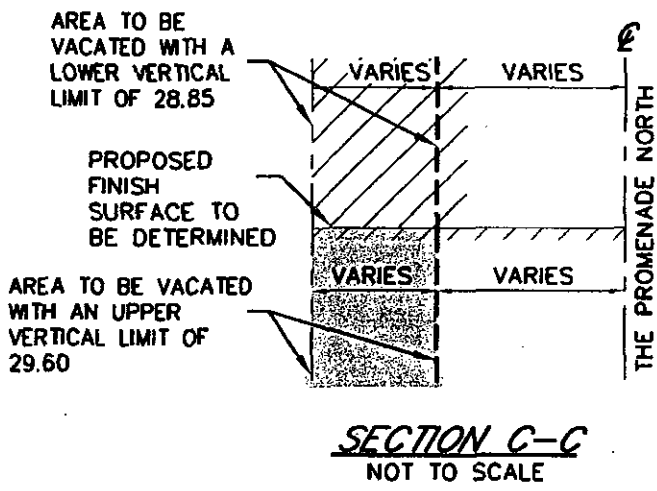 AREA TO BE
VACATED WITH A
LOWER VERTICAL
LIMIT OF 28.85
VARIES
VARIES
℄
PROPOSED
FINISH
SURFACE TO
BE DETERMINED
AREA TO BE VACATED
WITH AN UPPER
VERTICAL LIMIT OF
29.60
VARIES
VARIES
THE PROMENADE NORTH
SECTION C-C
NOT TO SCALE